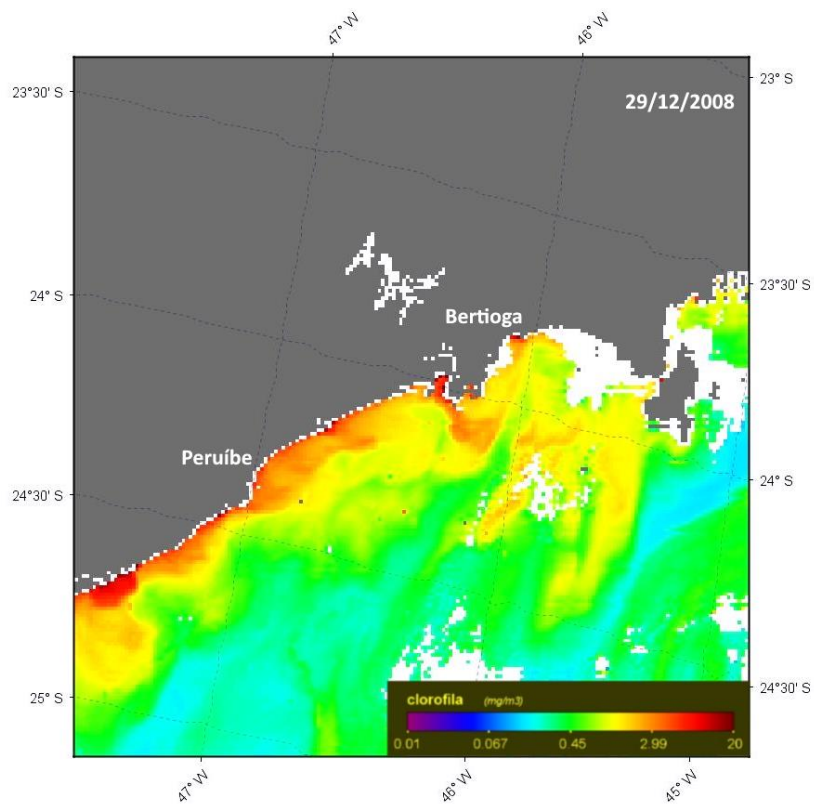 47° W
46° W
23°30' S
23° S
29/12/2008
23°30' S
24° S
Bertioga
Peruíbe
24°30' S
24° S
25° S
24°30' S
clorofila (mg/m3)
0.01 0.067 0.45 2.99 20
47° W
46° W
45° W